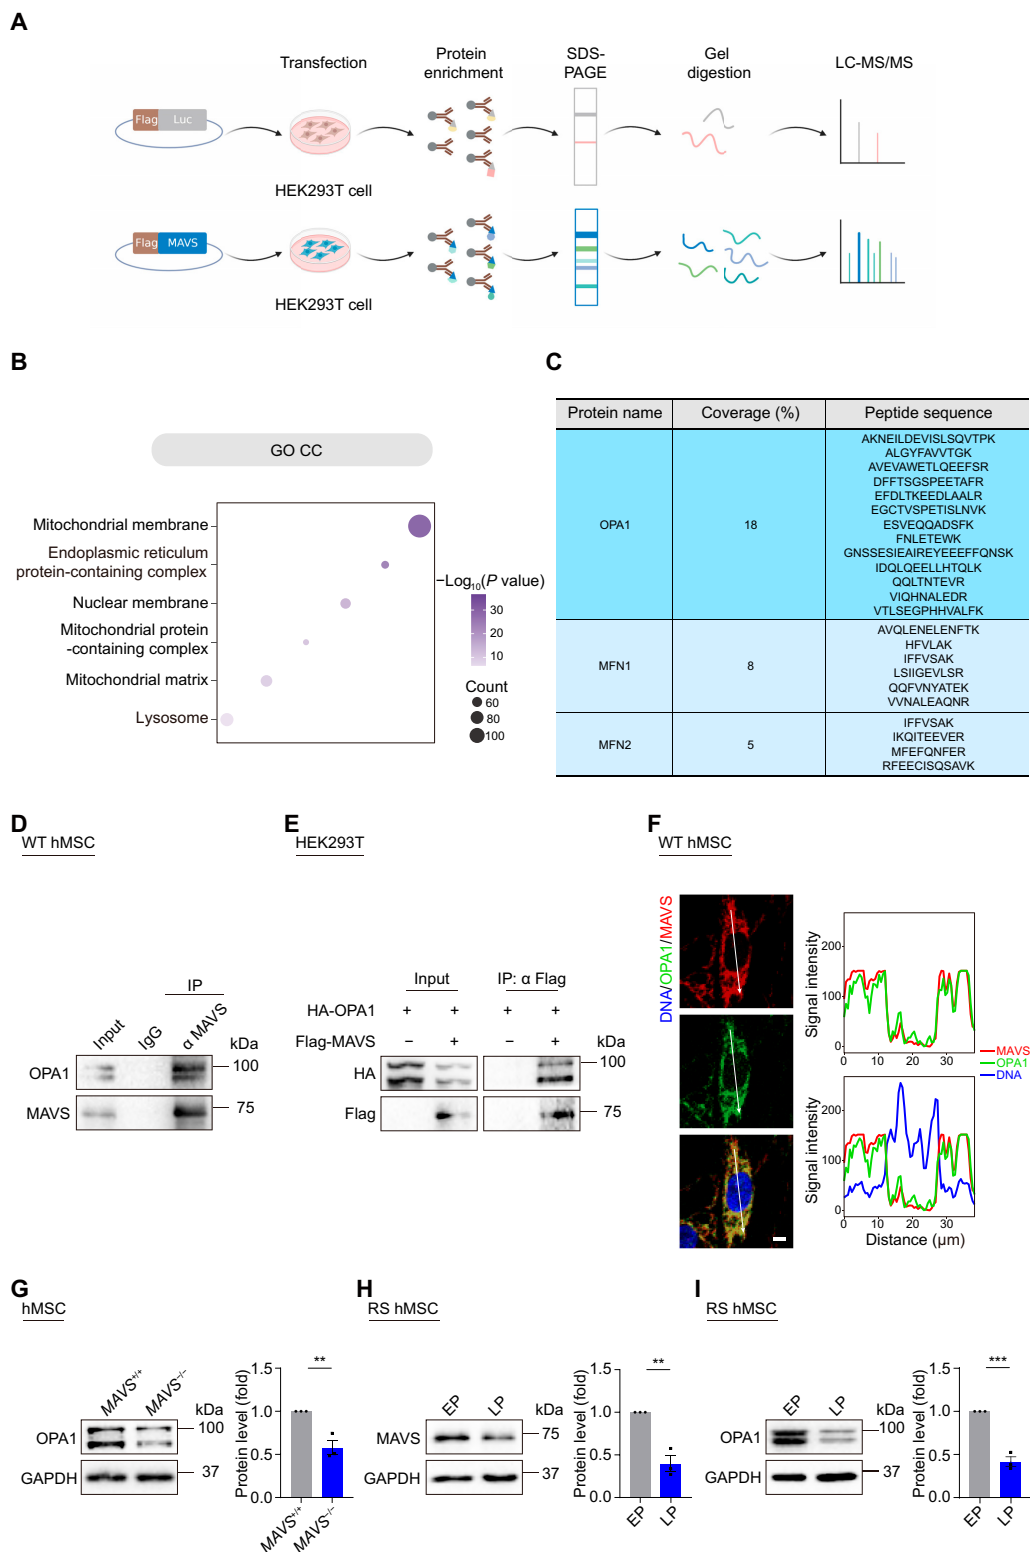 A
Transfection
Protein enrichment
SDS-PAGE
Gel digestion
LC-MS/MS
Flag Luc
HEK293T cell
Flag MAVS
HEK293T cell
B
GO CC
Mitochondrial membrane
Endoplasmic reticulum
protein-containing complex
Nuclear membrane
Mitochondrial protein
-containing complex
Mitochondrial matrix
Lysosome
−Log₁₀(P value)
30
20
10
Count
60
80
100
C
Protein name Coverage (%) Peptide sequence
OPA1 18
AKNEILDEVISLSQVTPK
ALGYFAVVTGK
AVEVAWETLQEEFSR
DFFTSGSPEETAFR
EFDLTKEEDLAALR
EGCTVSPETISLNVK
ESVEQQADSFK
FNLETEWK
GNSSESIEAIREYEEEFFQNSK
IDQLQEELLHTQLK
QQLTNTEVR
VIQHNALEDR
VTLSEGPHHVALFK
MFN1 8
AVQLENELENFTK
HFVLAK
IFFVSAK
LSIIGEVLSR
QQFVNYATEK
VVNALEAQNR
MFN2 5
IFFVSAK
IKQITEEVER
MFEFQNFER
RFEECISQSAVK
D
WT hMSC
IP
Input IgG α MAVS kDa
OPA1 100
MAVS 75
E
HEK293T
Input IP: α Flag
HA-OPA1 + + + +
Flag-MAVS − + − + kDa
HA 100
Flag 75
F
WT hMSC
DNA/OPA1/MAVS
Signal intensity
200
100
0
MAVS
OPA1
DNA
Signal intensity
200
100
0
0 10 20 30
Distance (µm)
G
hMSC
MAVS⁺/⁺ MAVS⁻/⁻ kDa
OPA1 100
GAPDH 37
Protein level (fold)
1.5
1.0
0.5
0.0
**
MAVS⁺/⁺ MAVS⁻/⁻
H
RS hMSC
EP LP kDa
MAVS 75
GAPDH 37
Protein level (fold)
1.5
1.0
0.5
0.0
**
EP LP
I
RS hMSC
EP LP kDa
OPA1 100
GAPDH 37
Protein level (fold)
1.5
1.0
0.5
0.0
***
EP LP